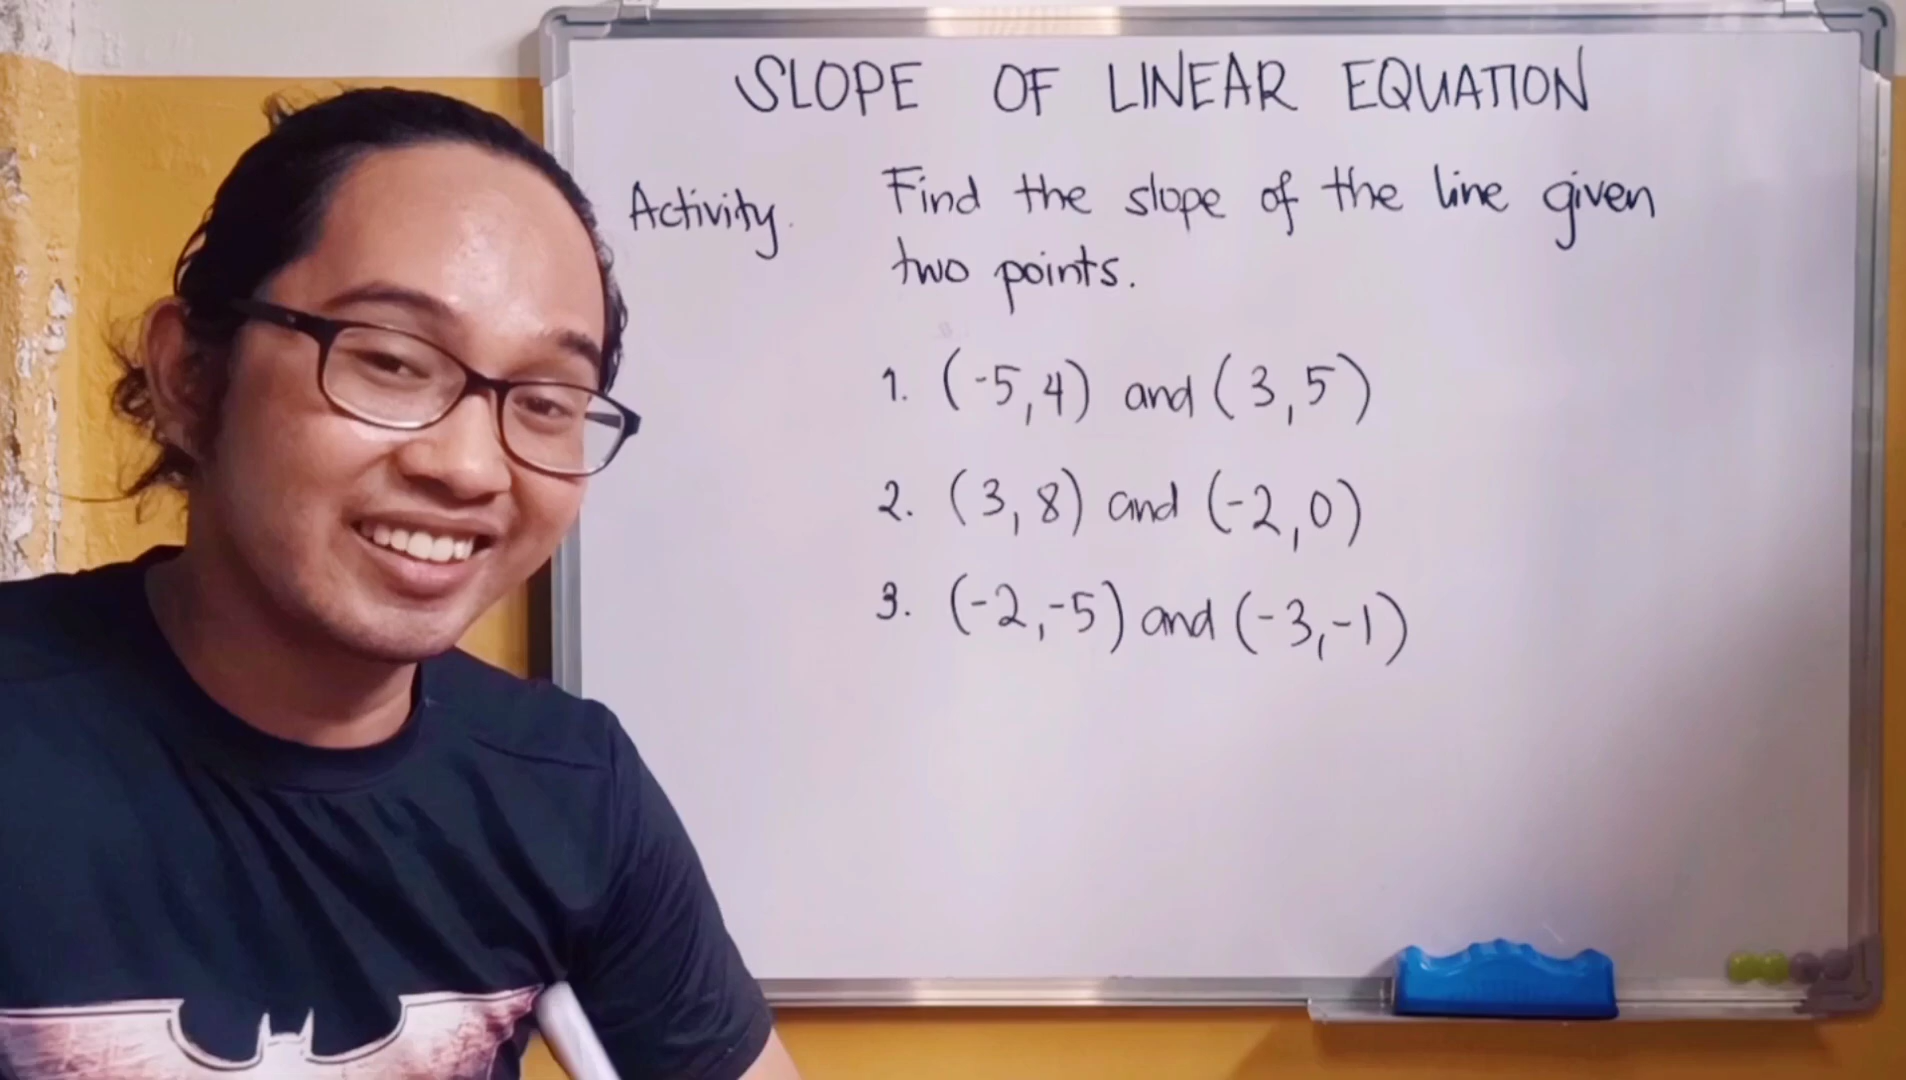 SLOPE OF LINEAR EQUATION
Activity. Find the slope of the line given
two points.
1. (-5,4) and (3,5)
2. (3,8) and (-2,0)
3. (-2,-5) and (-3,-1)